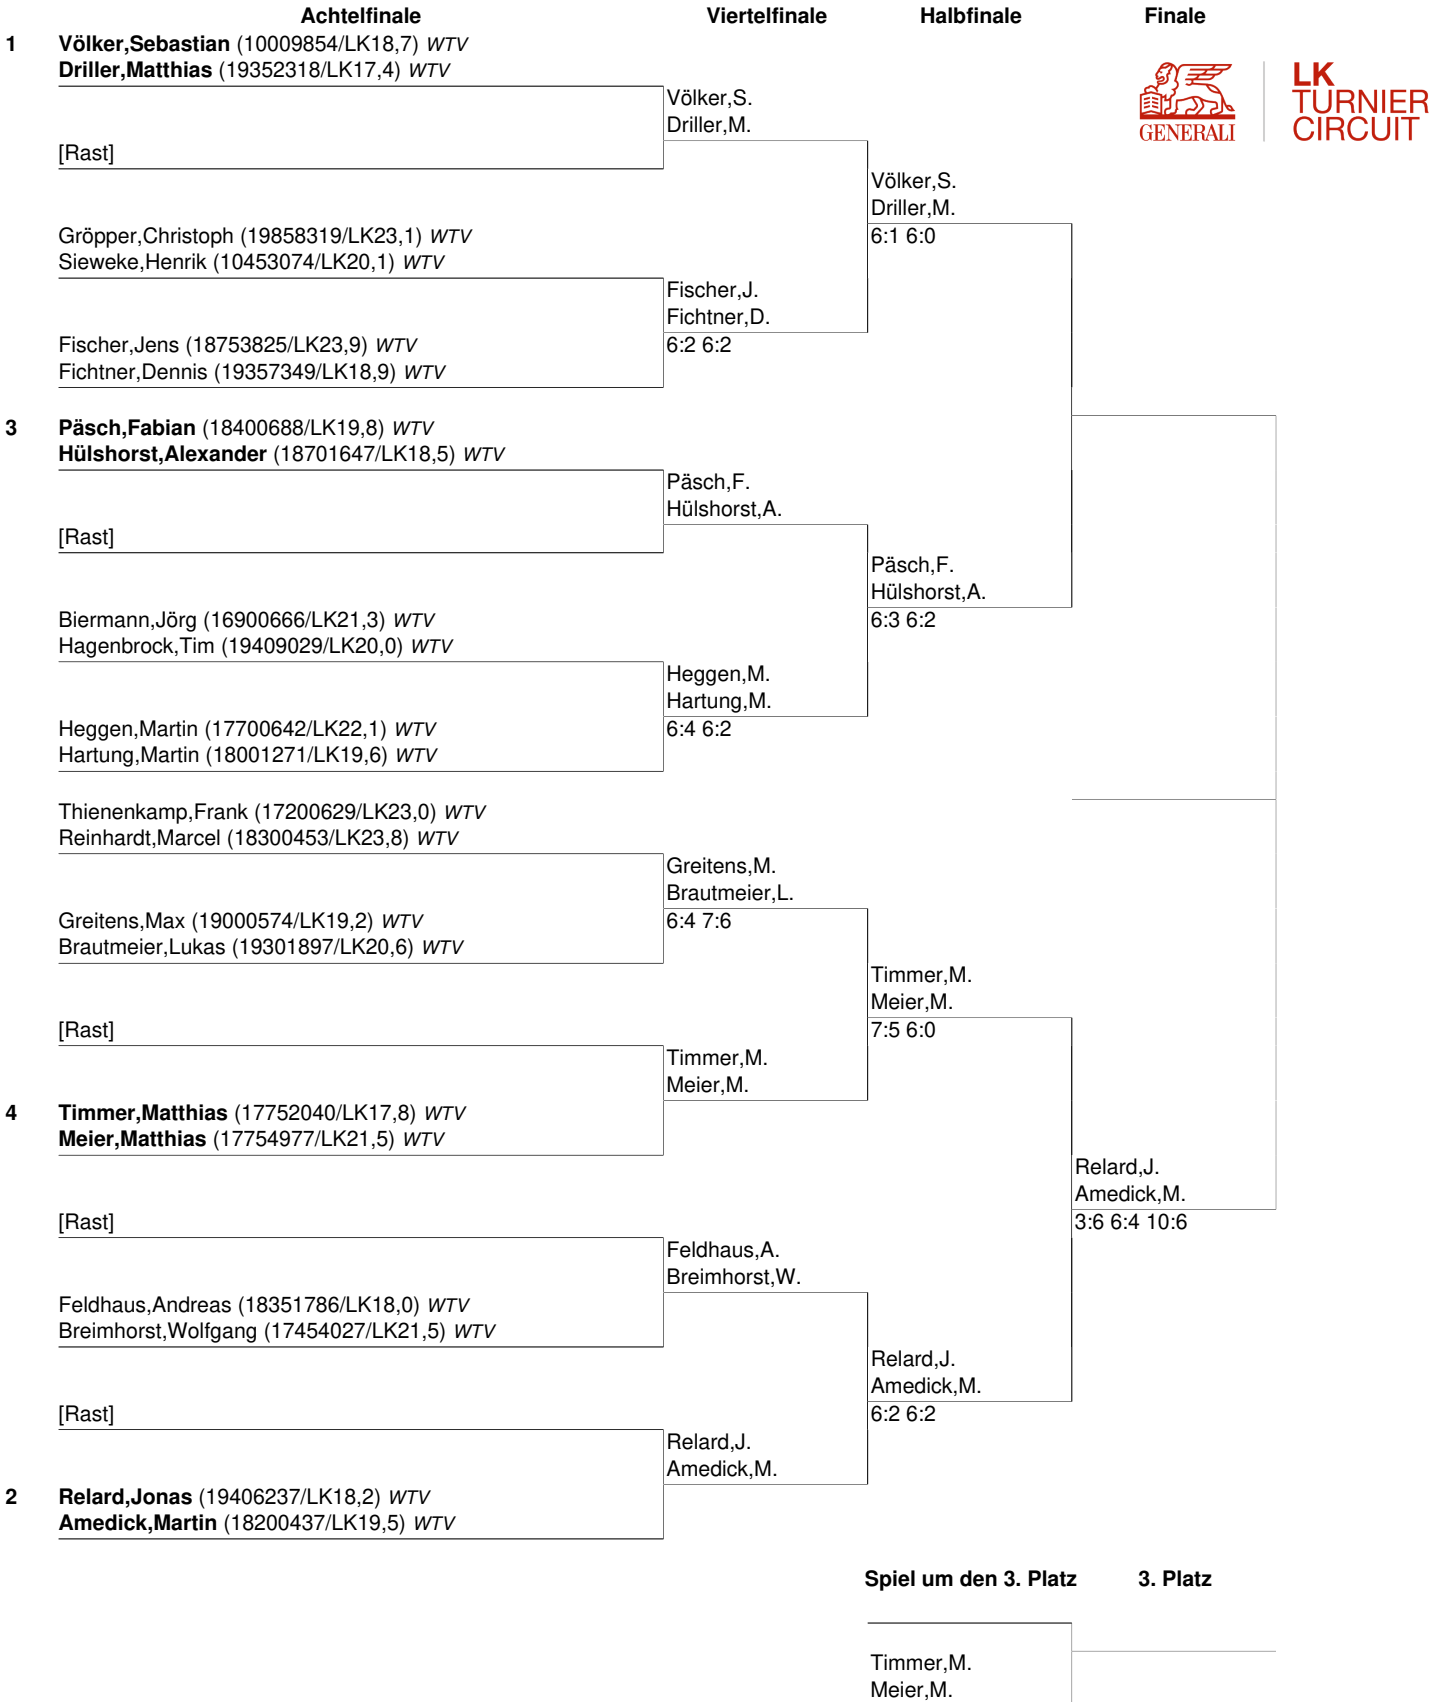 Achtelfinale Viertelfinale Halbfinale Finale
1 Völker,Sebastian (10009854/LK18,7) WTV
Driller,Matthias (19352318/LK17,4) WTV
GENERALI
LK
TURNIER
CIRCUIT
Völker,S.
Driller,M.
[Rast]
Völker,S.
Driller,M.
6:1 6:0
Gröpper,Christoph (19858319/LK23,1) WTV
Sieweke,Henrik (10453074/LK20,1) WTV
Fischer,J.
Fichtner,D.
6:2 6:2
Fischer,Jens (18753825/LK23,9) WTV
Fichtner,Dennis (19357349/LK18,9) WTV
3 Päsch,Fabian (18400688/LK19,8) WTV
Hülshorst,Alexander (18701647/LK18,5) WTV
Päsch,F.
Hülshorst,A.
[Rast]
Päsch,F.
Hülshorst,A.
6:3 6:2
Biermann,Jörg (16900666/LK21,3) WTV
Hagenbrock,Tim (19409029/LK20,0) WTV
Heggen,M.
Hartung,M.
6:4 6:2
Heggen,Martin (17700642/LK22,1) WTV
Hartung,Martin (18001271/LK19,6) WTV
Thienenkamp,Frank (17200629/LK23,0) WTV
Reinhardt,Marcel (18300453/LK23,8) WTV
Greitens,M.
Brautmeier,L.
6:4 7:6
Greitens,Max (19000574/LK19,2) WTV
Brautmeier,Lukas (19301897/LK20,6) WTV
Timmer,M.
Meier,M.
7:5 6:0
[Rast]
Timmer,M.
Meier,M.
4 Timmer,Matthias (17752040/LK17,8) WTV
Meier,Matthias (17754977/LK21,5) WTV
Relard,J.
Amedick,M.
3:6 6:4 10:6
[Rast]
Feldhaus,A.
Breimhorst,W.
Feldhaus,Andreas (18351786/LK18,0) WTV
Breimhorst,Wolfgang (17454027/LK21,5) WTV
Relard,J.
Amedick,M.
6:2 6:2
[Rast]
Relard,J.
Amedick,M.
2 Relard,Jonas (19406237/LK18,2) WTV
Amedick,Martin (18200437/LK19,5) WTV
Spiel um den 3. Platz 3. Platz
Timmer,M.
Meier,M.